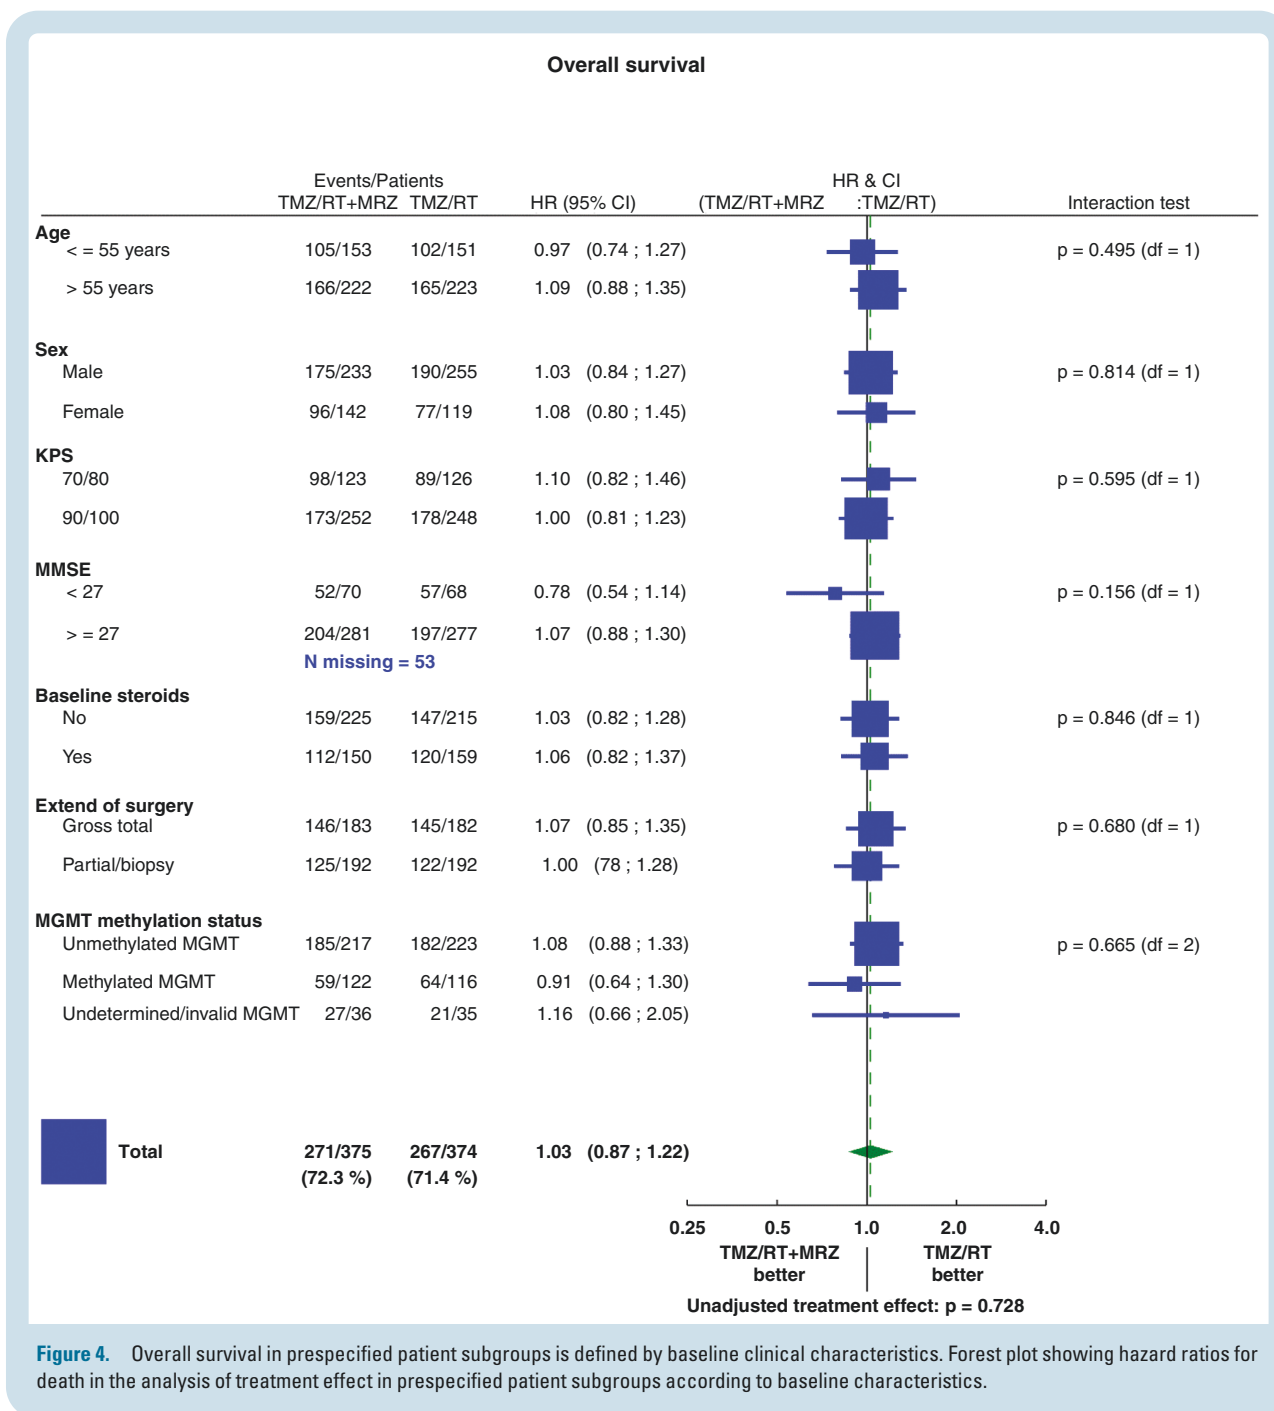 Overall survival
Events/Patients HR & CI
TMZ/RT+MRZ TMZ/RT HR (95% CI) (TMZ/RT+MRZ :TMZ/RT) Interaction test
Age
< = 55 years 105/153 102/151 0.97 (0.74 ; 1.27) p = 0.495 (df = 1)
> 55 years 166/222 165/223 1.09 (0.88 ; 1.35)
Sex
Male 175/233 190/255 1.03 (0.84 ; 1.27) p = 0.814 (df = 1)
Female 96/142 77/119 1.08 (0.80 ; 1.45)
KPS
70/80 98/123 89/126 1.10 (0.82 ; 1.46) p = 0.595 (df = 1)
90/100 173/252 178/248 1.00 (0.81 ; 1.23)
MMSE
< 27 52/70 57/68 0.78 (0.54 ; 1.14) p = 0.156 (df = 1)
> = 27 204/281 197/277 1.07 (0.88 ; 1.30)
N missing = 53
Baseline steroids
No 159/225 147/215 1.03 (0.82 ; 1.28) p = 0.846 (df = 1)
Yes 112/150 120/159 1.06 (0.82 ; 1.37)
Extend of surgery
Gross total 146/183 145/182 1.07 (0.85 ; 1.35) p = 0.680 (df = 1)
Partial/biopsy 125/192 122/192 1.00 (78 ; 1.28)
MGMT methylation status
Unmethylated MGMT 185/217 182/223 1.08 (0.88 ; 1.33) p = 0.665 (df = 2)
Methylated MGMT 59/122 64/116 0.91 (0.64 ; 1.30)
Undetermined/invalid MGMT 27/36 21/35 1.16 (0.66 ; 2.05)
Total 271/375 267/374 1.03 (0.87 ; 1.22)
(72.3 %) (71.4 %)
0.25 0.5 1.0 2.0 4.0
TMZ/RT+MRZ TMZ/RT
better better
Unadjusted treatment effect: p = 0.728
Figure 4. Overall survival in prespecified patient subgroups is defined by baseline clinical characteristics. Forest plot showing hazard ratios for
death in the analysis of treatment effect in prespecified patient subgroups according to baseline characteristics.